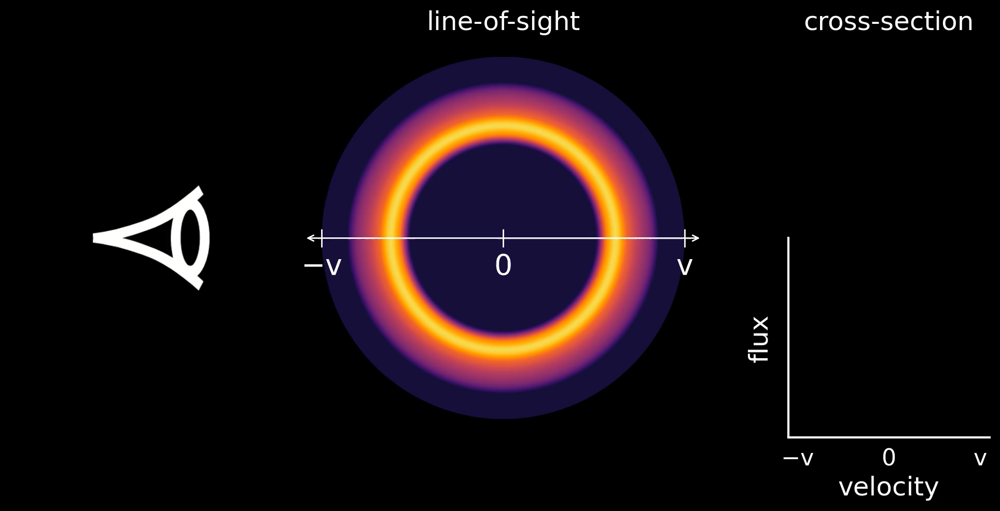 line-of-sight
cross-section
−v
0
v
flux
−v
0
v
velocity